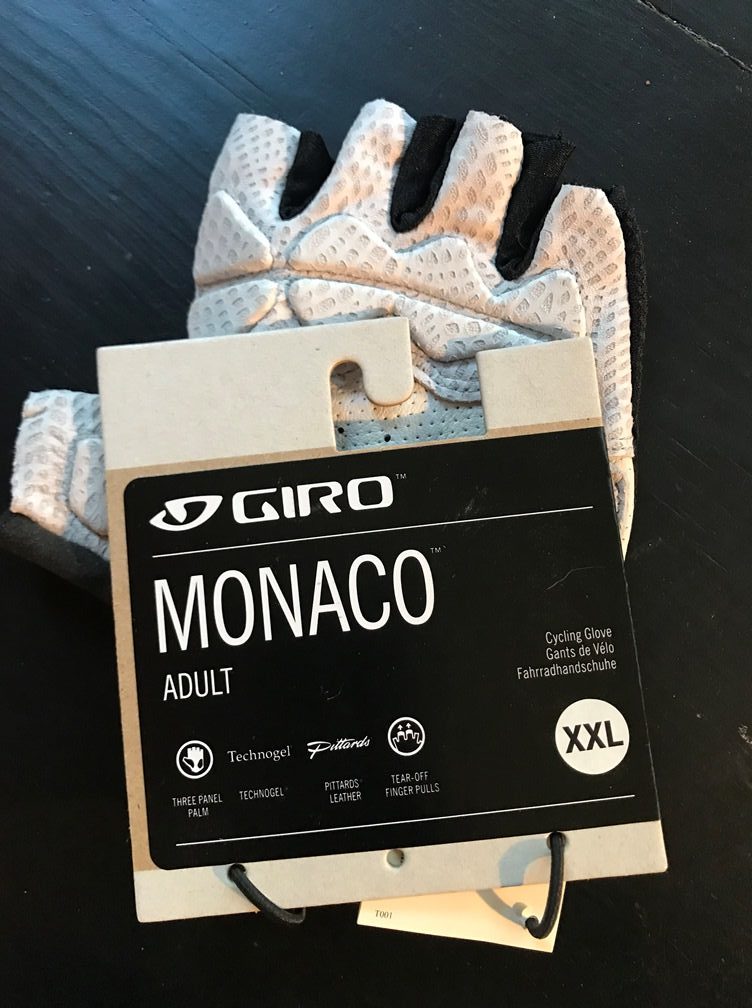 GIRO™
MONACO™
ADULT
Cycling Glove
Gants de Vélo
Fahrradhandschuhe
XXL
Technogel
Pittards
THREE PANEL
PALM
TECHNOGEL
PITTARDS
LEATHER
TEAR-OFF
FINGER PULLS
T001